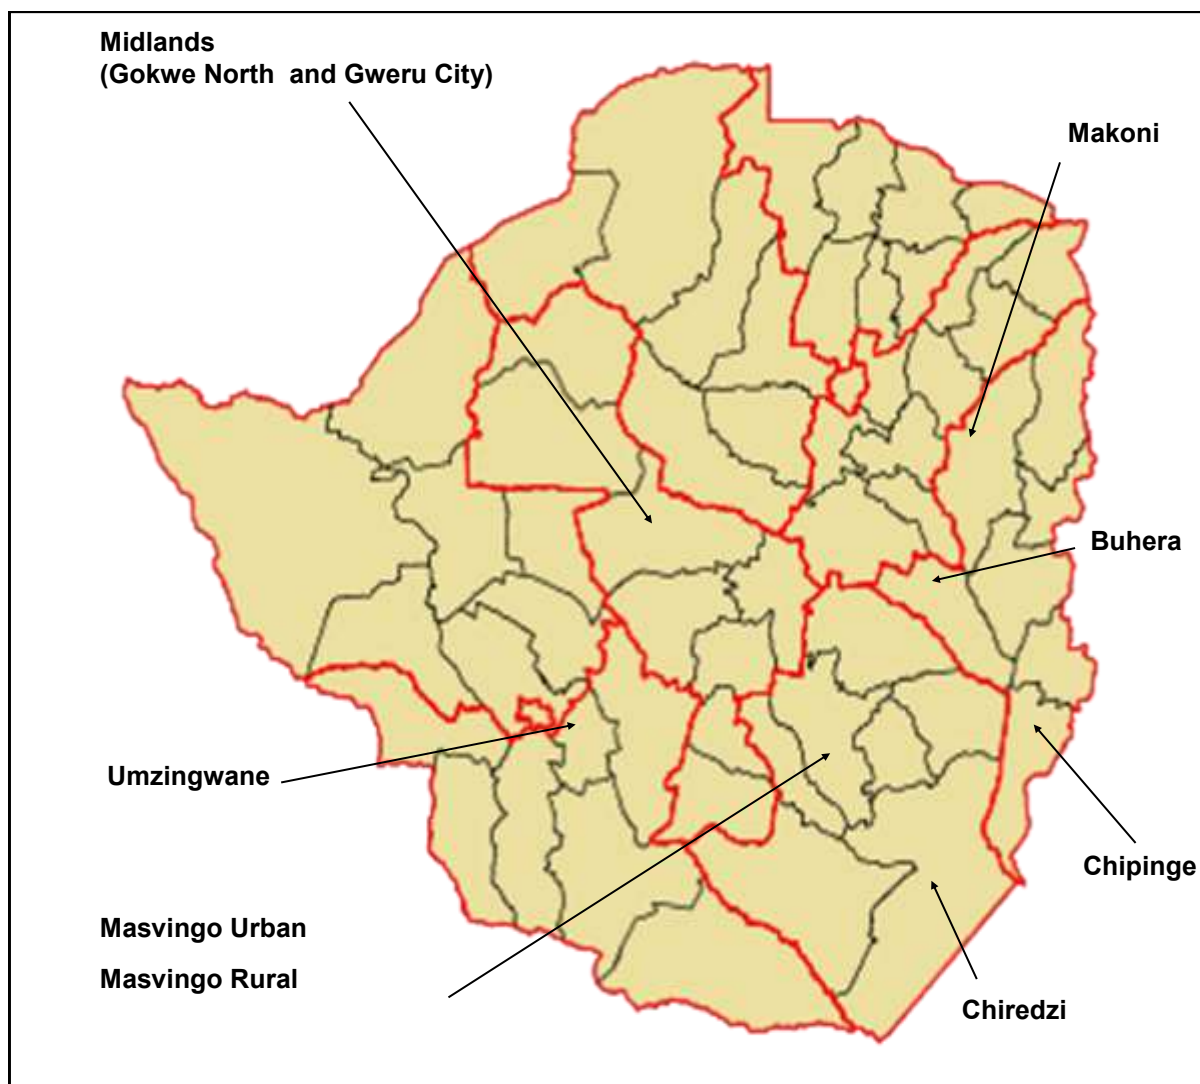 Midlands
(Gokwe North and Gweru City)
Makoni
Buhera
Umzingwane
Chipinge
Masvingo Urban
Masvingo Rural
Chiredzi